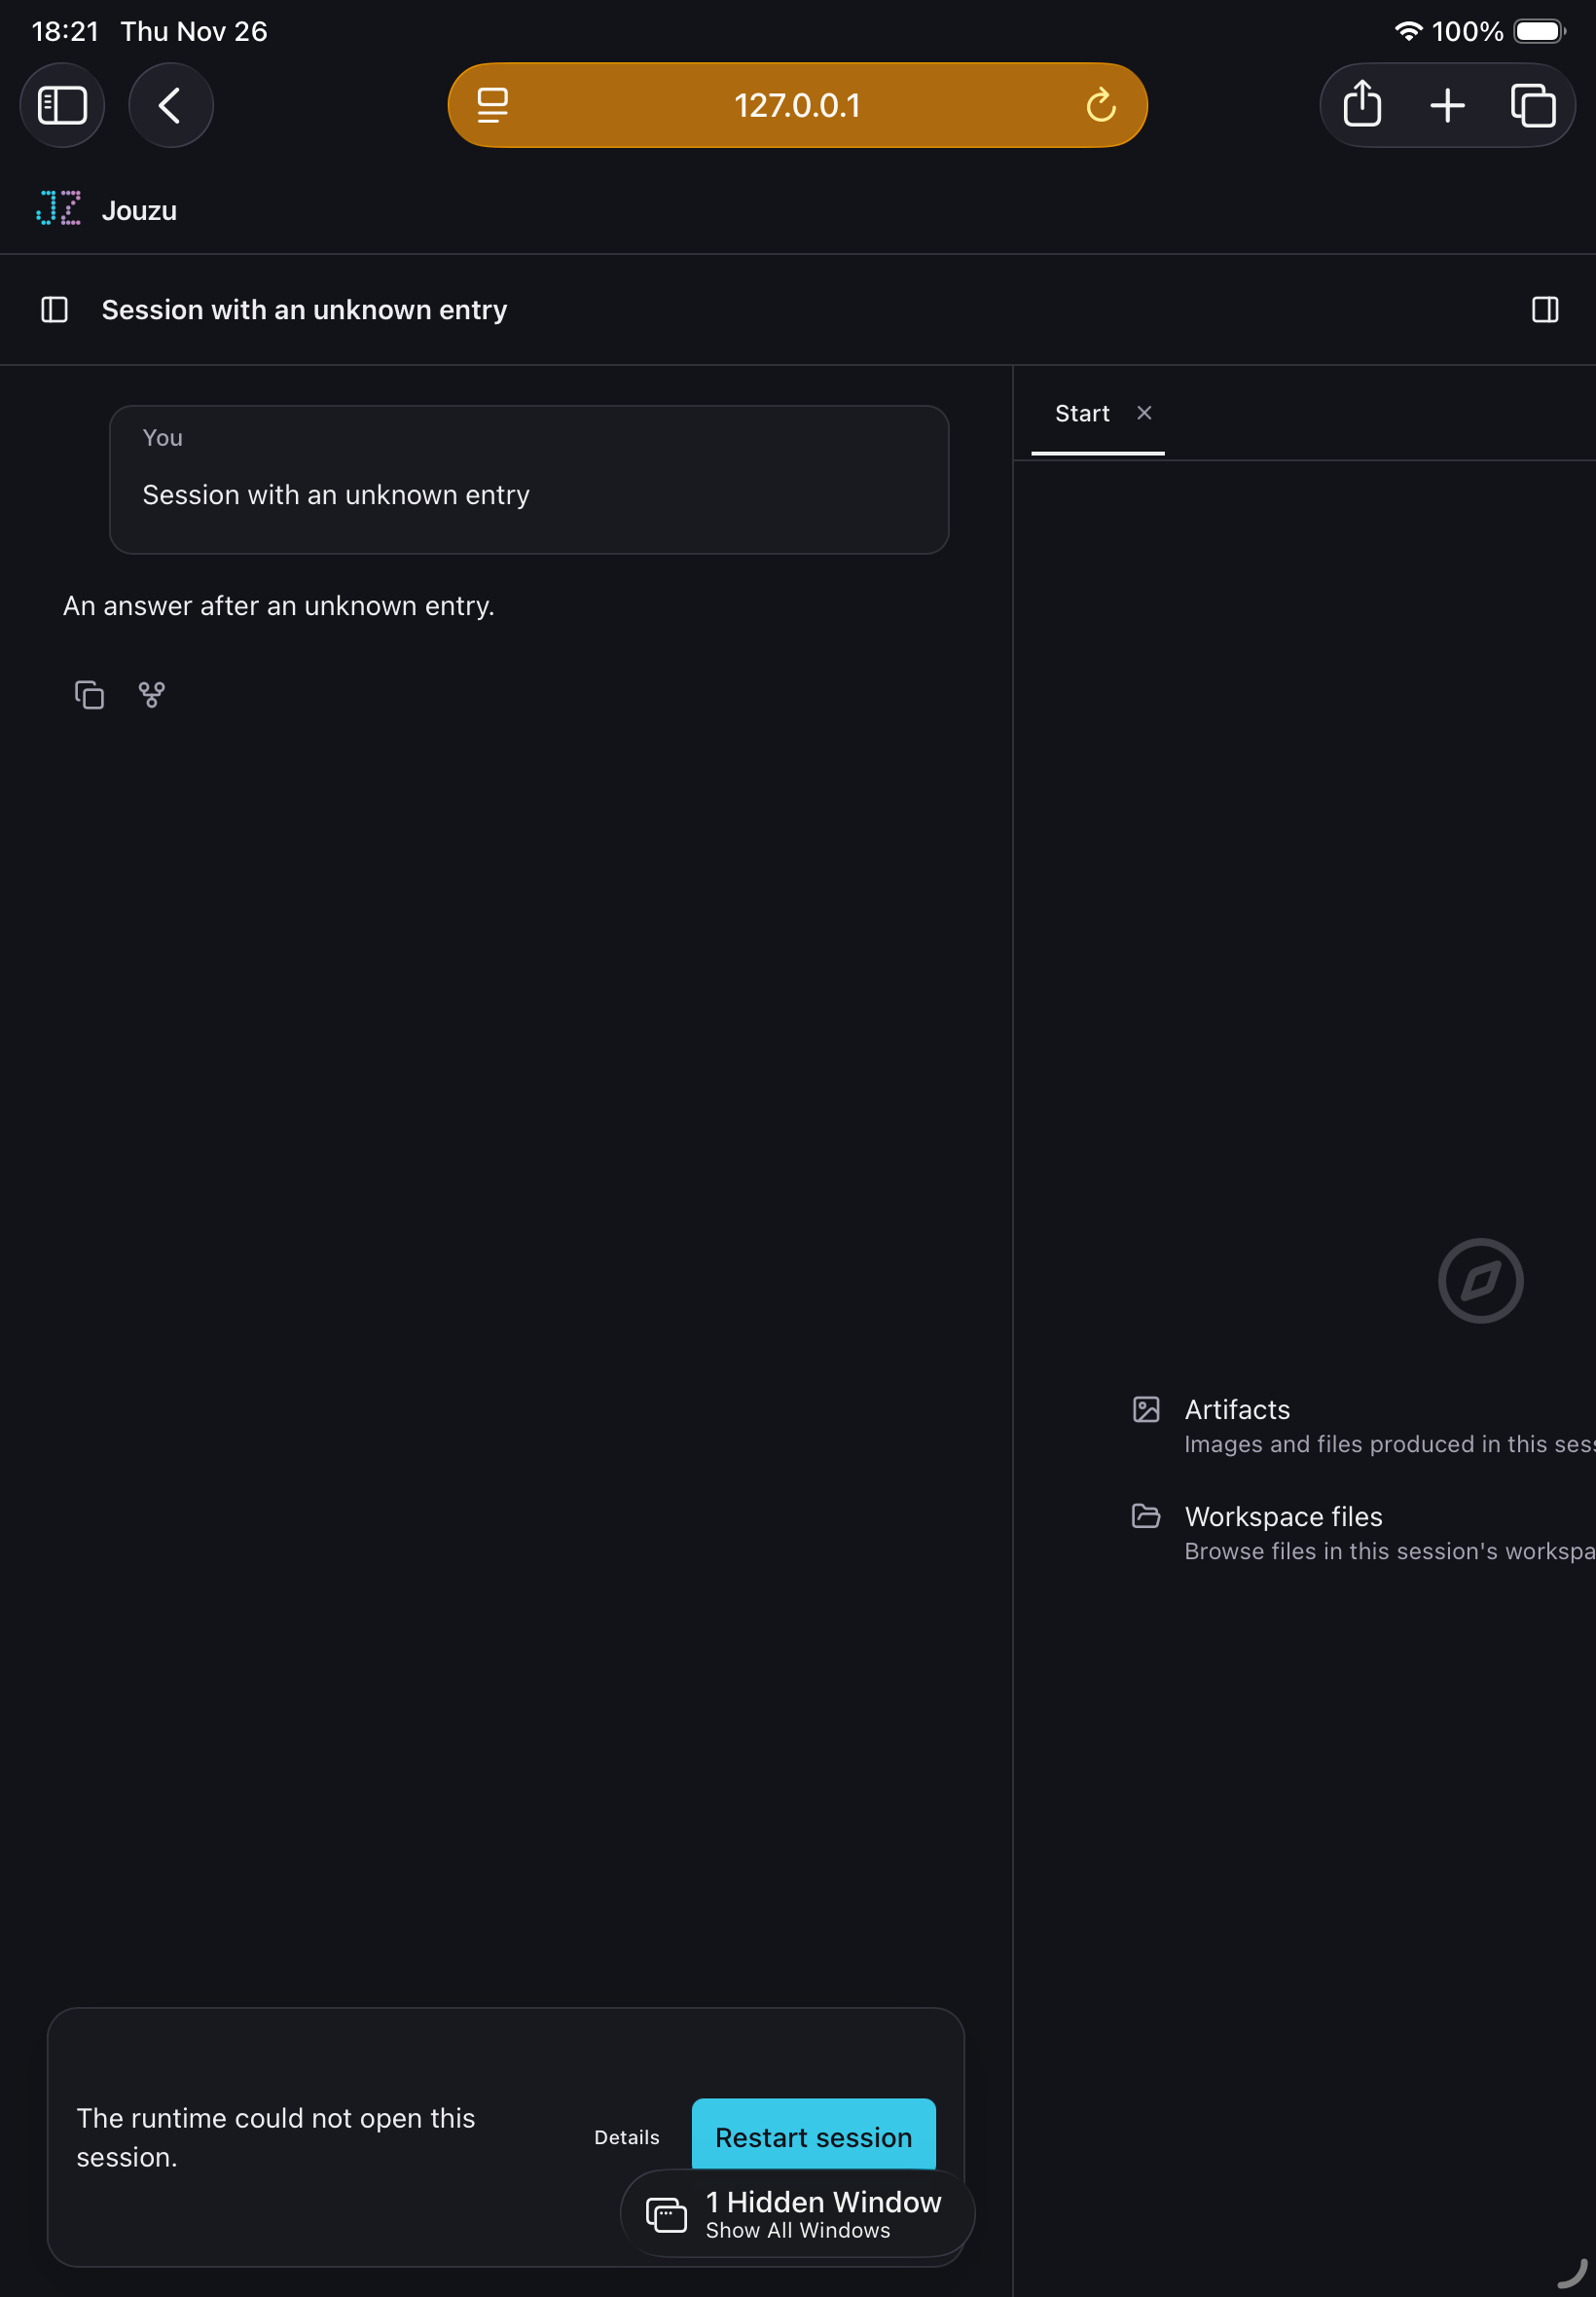 18:21 Thu Nov 26
100%
127.0.0.1
JZ Jouzu
Session with an unknown entry
You
Session with an unknown entry
An answer after an unknown entry.
Start
Artifacts
Images and files produced in this ses
Workspace files
Browse files in this session's workspa
The runtime could not open this
session.
Details
Restart session
1 Hidden Window
Show All Windows